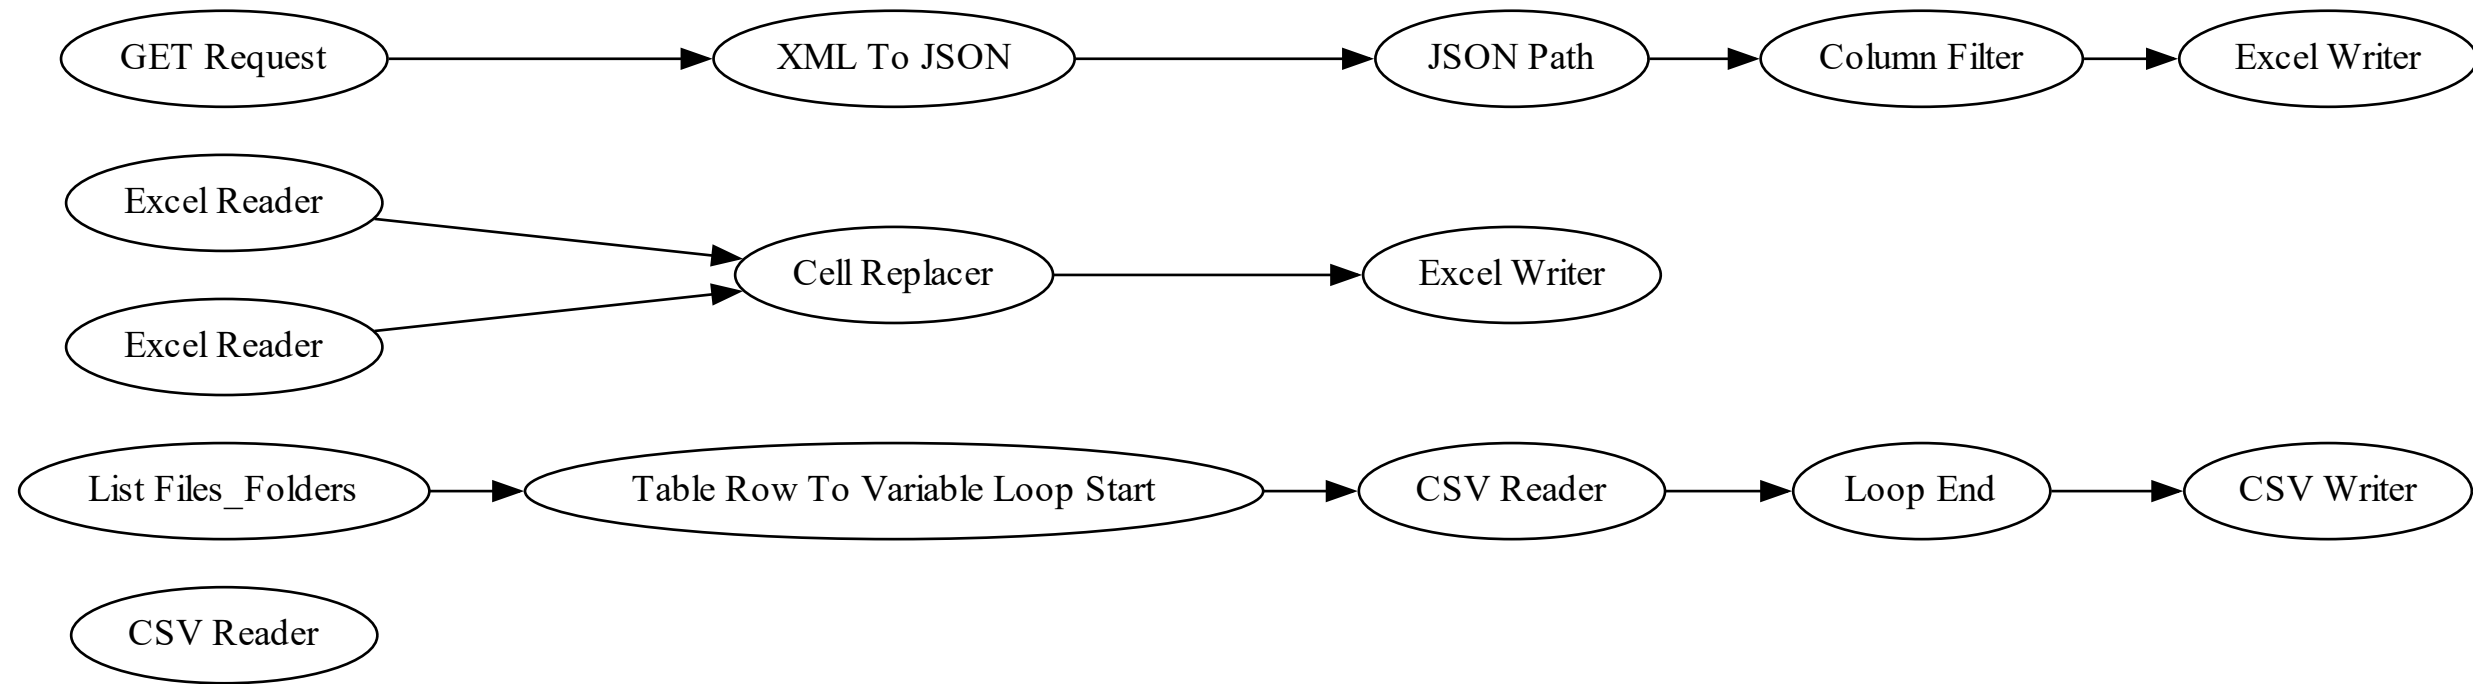 GET Request
XML To JSON
JSON Path
Column Filter
Excel Writer
Excel Reader
Excel Reader
Cell Replacer
Excel Writer
List Files_Folders
Table Row To Variable Loop Start
CSV Reader
Loop End
CSV Writer
CSV Reader